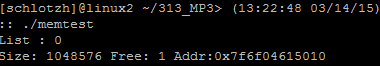 [schlotzh]@linux2 ~/313_MP3> (13:22:48 03/14/15)
:: ./memtest
List : 0
Size: 1048576 Free: 1 Addr:0x7f6f04615010